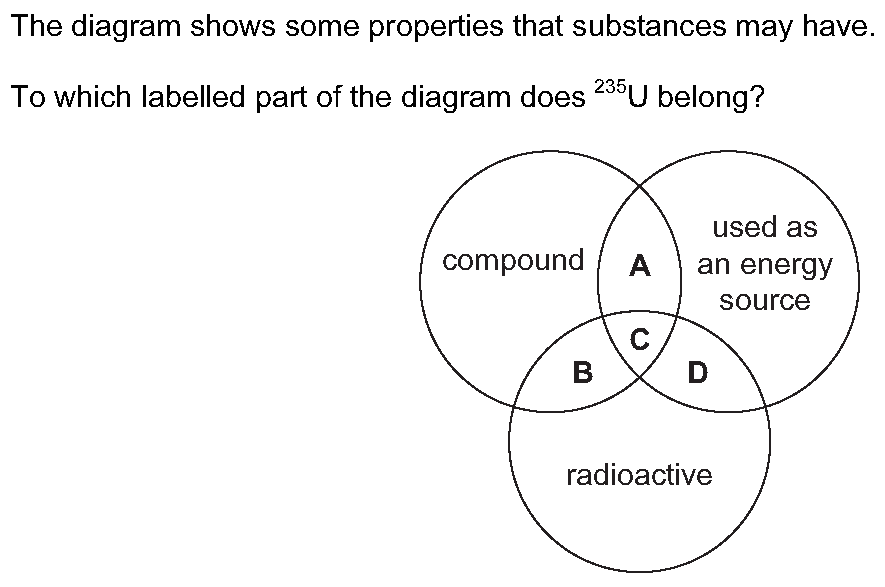 The diagram shows some properties that substances may have.
To which labelled part of the diagram does ²³⁵U belong?
compound
A
used as
an energy
source
C
B
D
radioactive